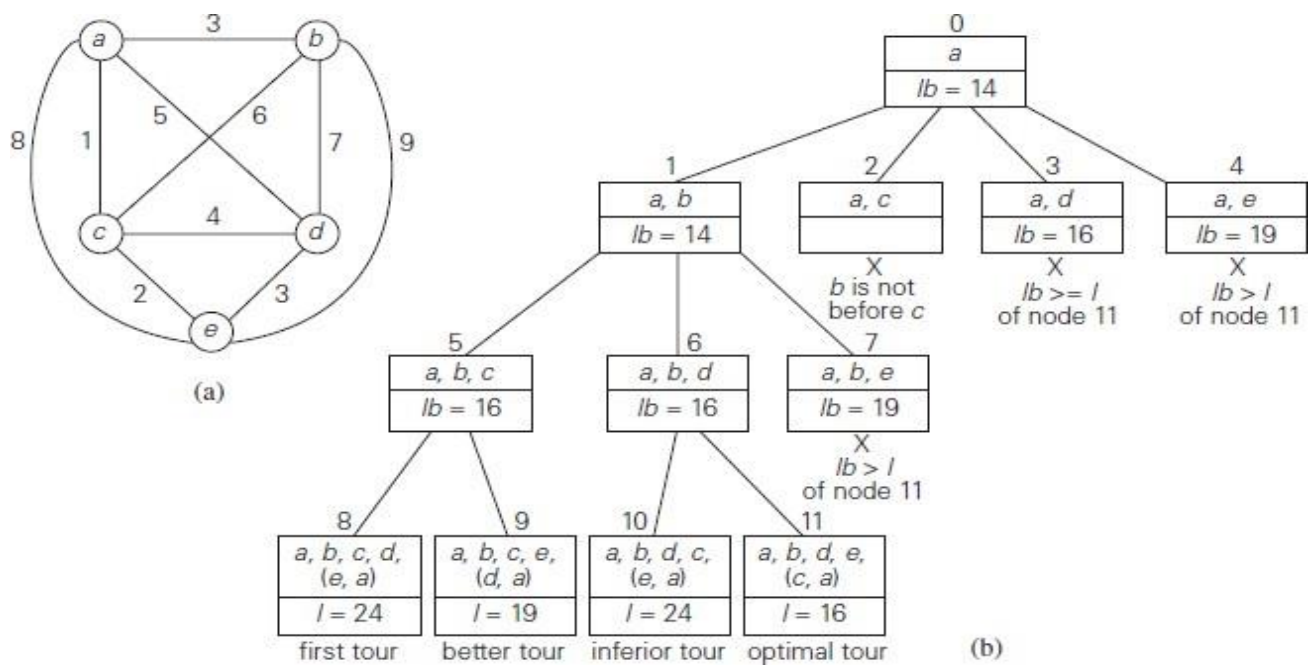 3
a
b
5
6
8
1
7
9
4
c
d
2
3
e
(a)
0
a
lb = 14
1
a, b
lb = 14
2
a, c
X
b is not
before c
3
a, d
lb = 16
X
lb >= l
of node 11
4
a, e
lb = 19
X
lb > l
of node 11
5
a, b, c
lb = 16
6
a, b, d
lb = 16
7
a, b, e
lb = 19
X
lb > l
of node 11
8
a, b, c, d,
(e, a)
l = 24
first tour
9
a, b, c, e,
(d, a)
l = 19
better tour
10
a, b, d, c,
(e, a)
l = 24
inferior tour
11
a, b, d, e,
(c, a)
l = 16
optimal tour
(b)